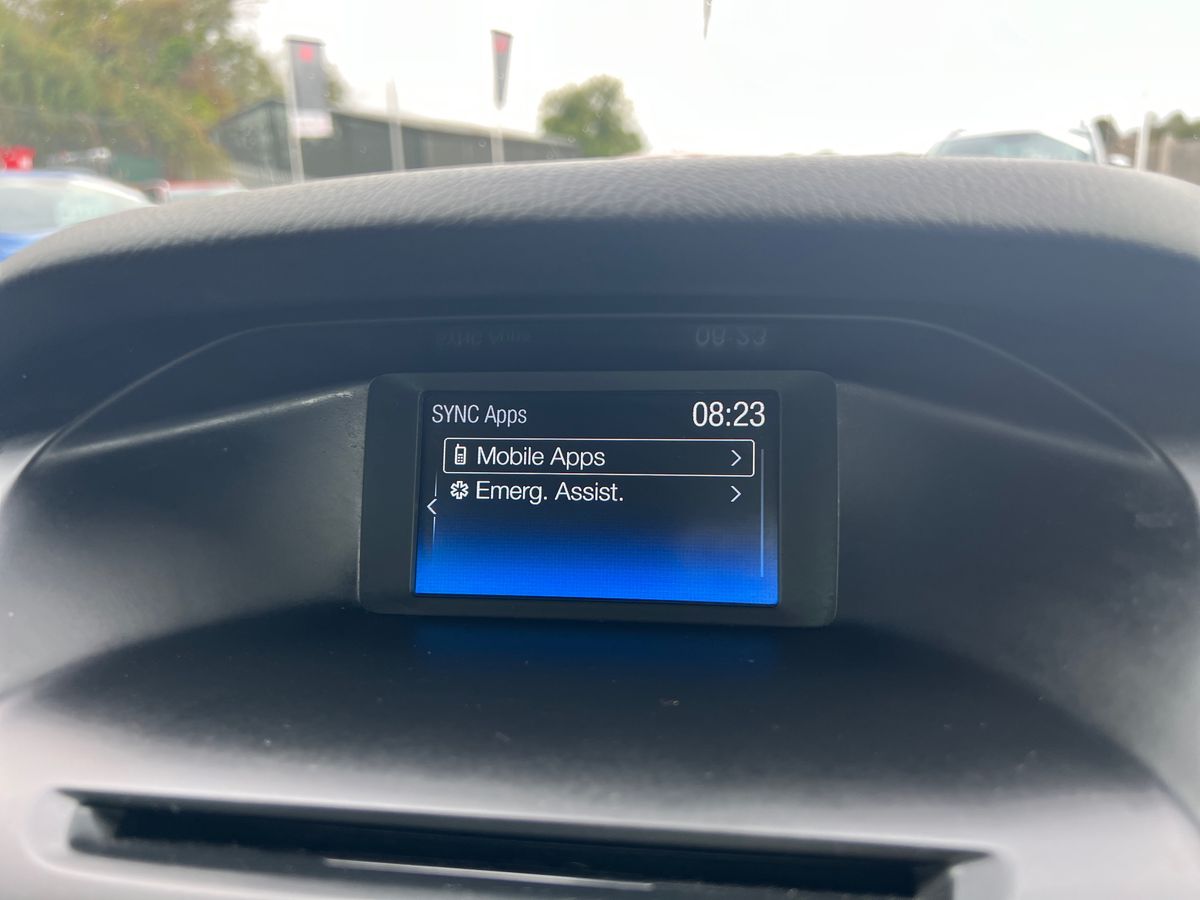 SYNC Apps 08:23
Mobile Apps
Emerg. Assist.